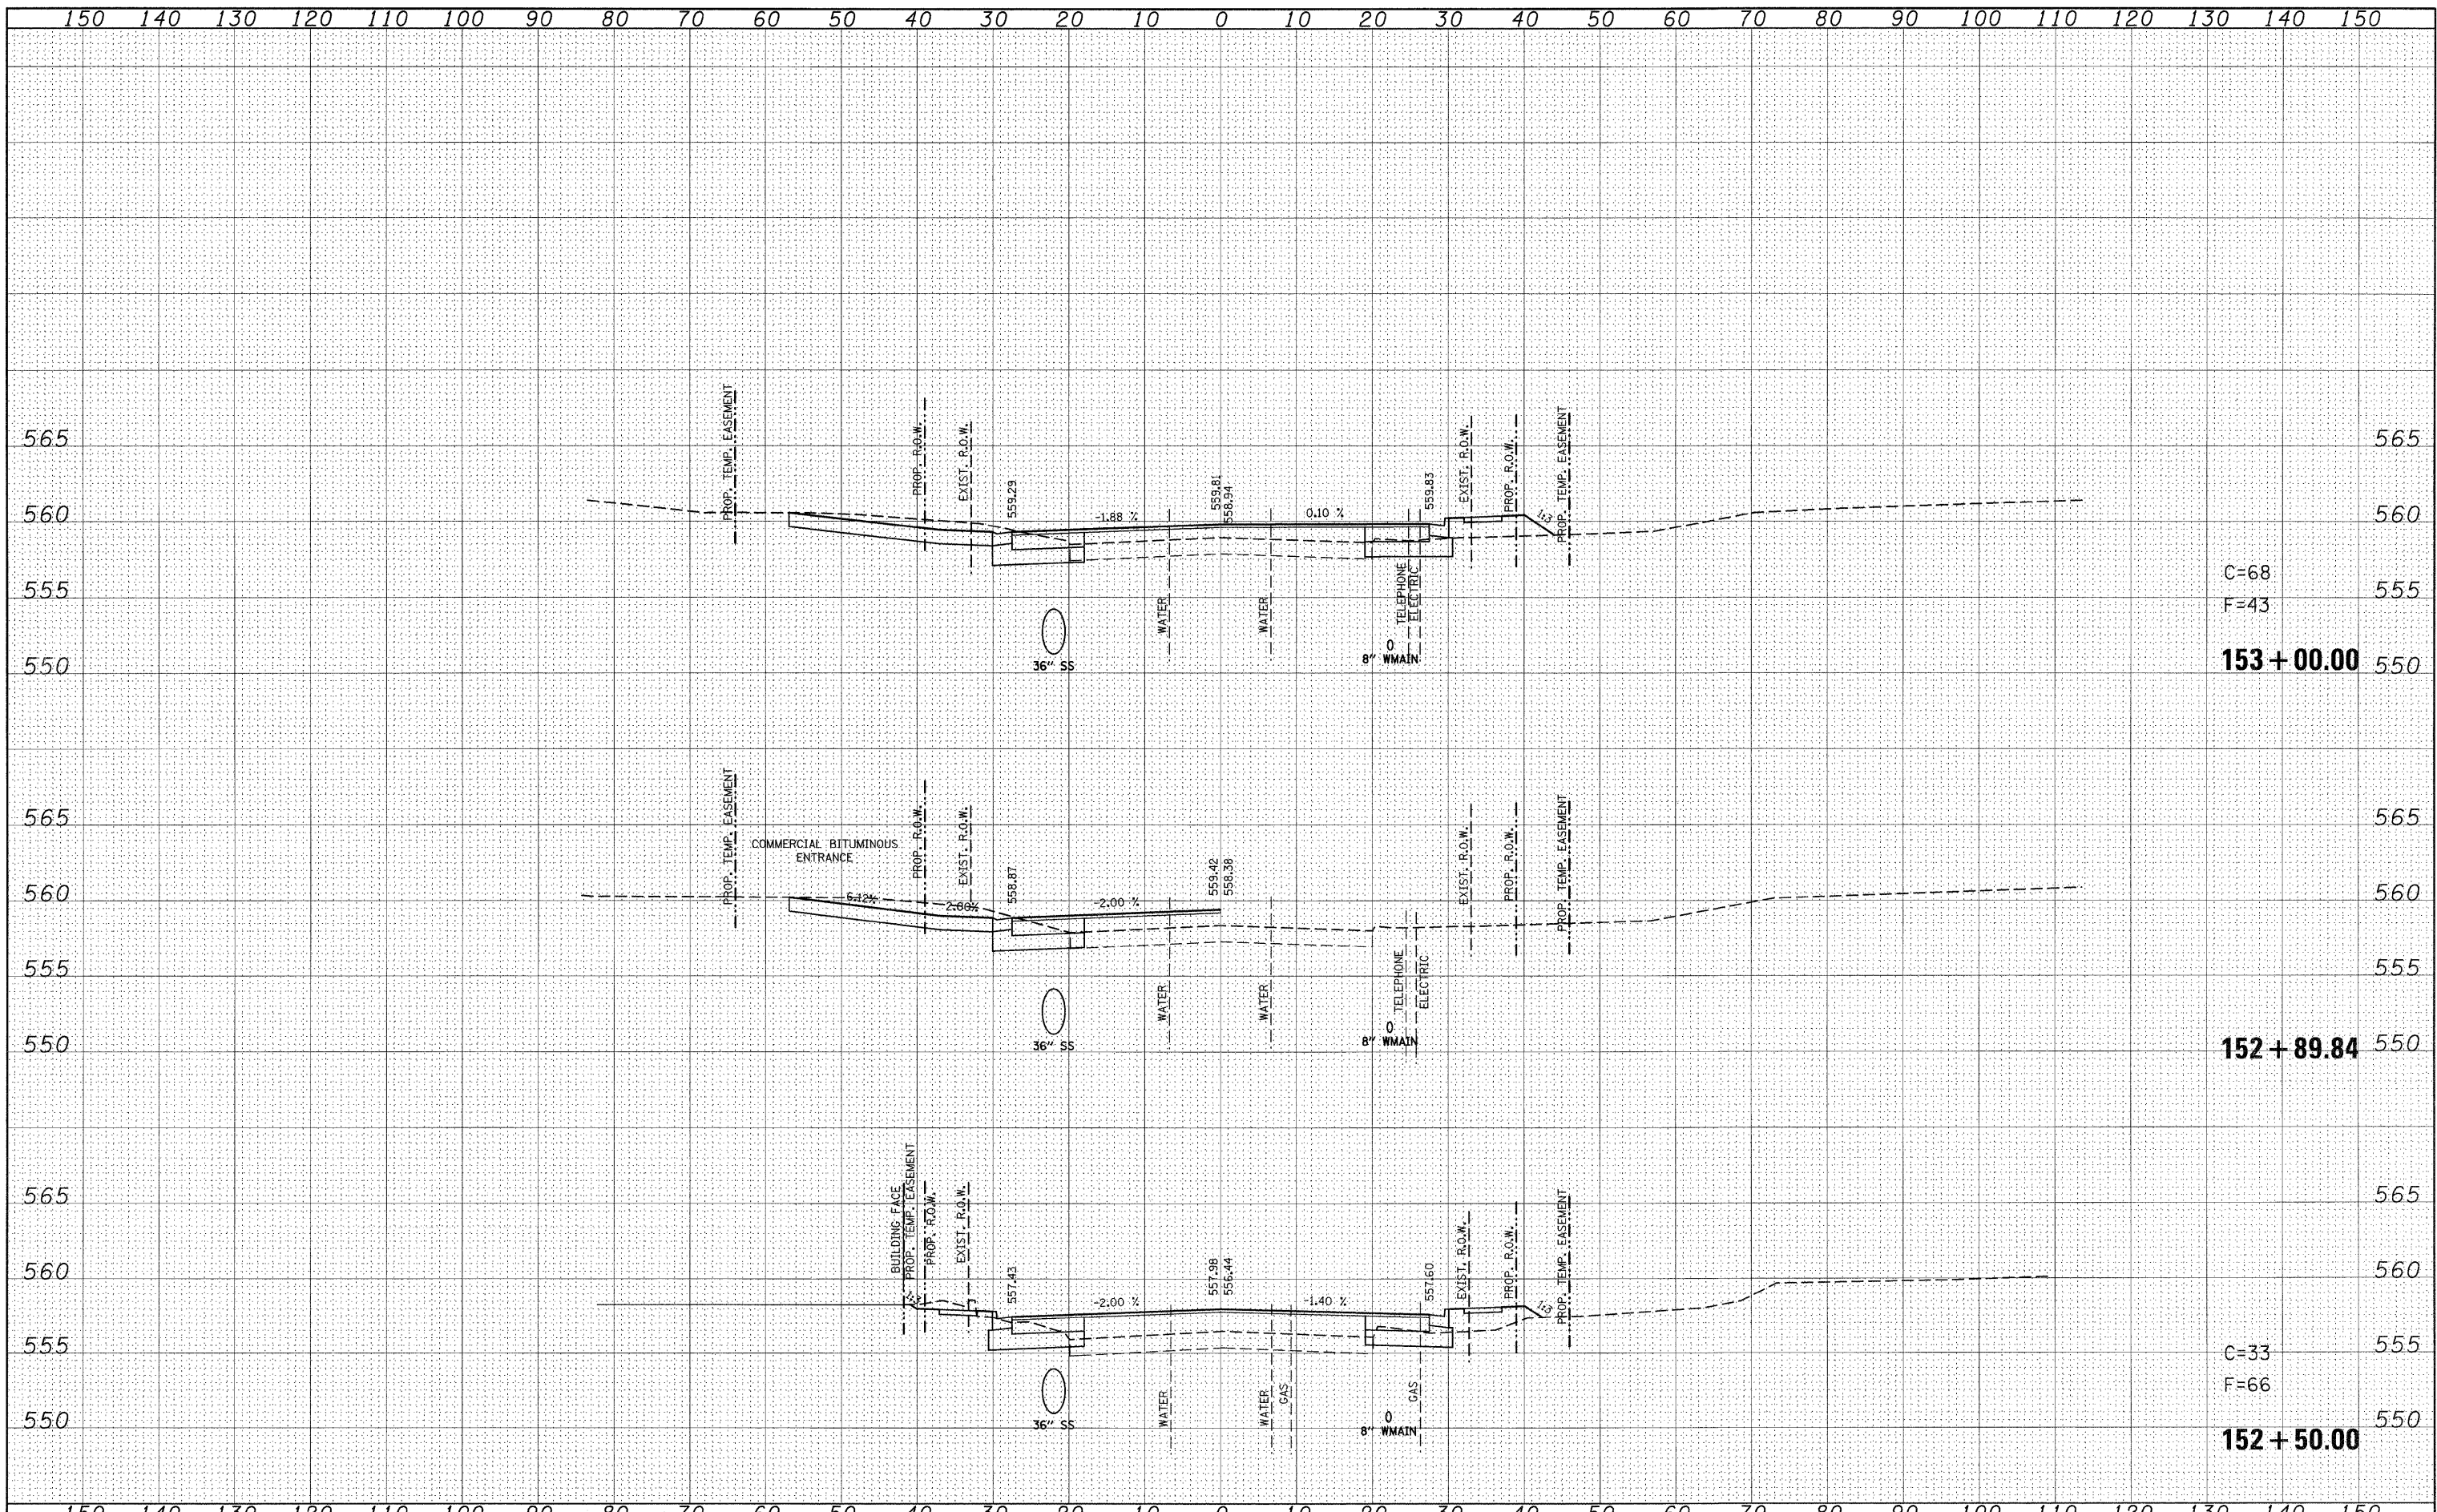 150 140 130 120 110 100 90 80 70 60 50 40 30 20 10 0 10 20 30 40 50 60 70 80 90 100 110 120 130 140 150
PROP. TEMP. EASEMENT
PROP. R.O.W.
EXIST. R.O.W.
559.29
-1.88 %
559.81
558.94
0.10 %
559.83
EXIST. R.O.W.
PROP. R.O.W.
1:3
PROP. TEMP. EASEMENT
565 565
560 560
555 555
550 550
36" SS
WATER
WATER
8" WMAIN
TELEPHONE
ELECTRIC
C=68
F=43
153+00.00
PROP. TEMP. EASEMENT
COMMERCIAL BITUMINOUS
ENTRANCE
6.12%
2.00%
PROP. R.O.W.
EXIST. R.O.W.
558.87
-2.00 %
559.42
558.38
EXIST. R.O.W.
PROP. R.O.W.
PROP. TEMP. EASEMENT
565 565
560 560
555 555
550 550
36" SS
WATER
WATER
8" WMAIN
TELEPHONE
ELECTRIC
152+89.84
BUILDING FACE
PROP. TEMP. EASEMENT
PROP. R.O.W.
EXIST. R.O.W.
1:3
557.43
-2.00 %
557.98
556.44
-1.40 %
557.60
EXIST. R.O.W.
PROP. R.O.W.
1:3
PROP. TEMP. EASEMENT
565 565
560 560
555 555
550 550
36" SS
WATER
WATER
GAS
8" WMAIN
GAS
C=33
F=66
152+50.00
150 140 130 120 110 100 90 80 70 60 50 40 30 20 10 0 10 20 30 40 50 60 70 80 90 100 110 120 130 140 150